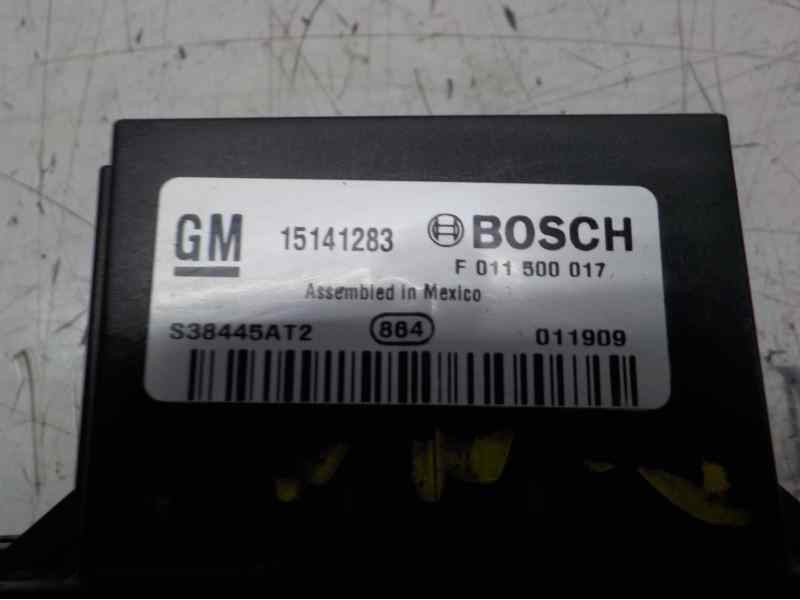 GM 15141283 BOSCH
F 011 500 017
Assembled in Mexico
S38445AT2 864 011909